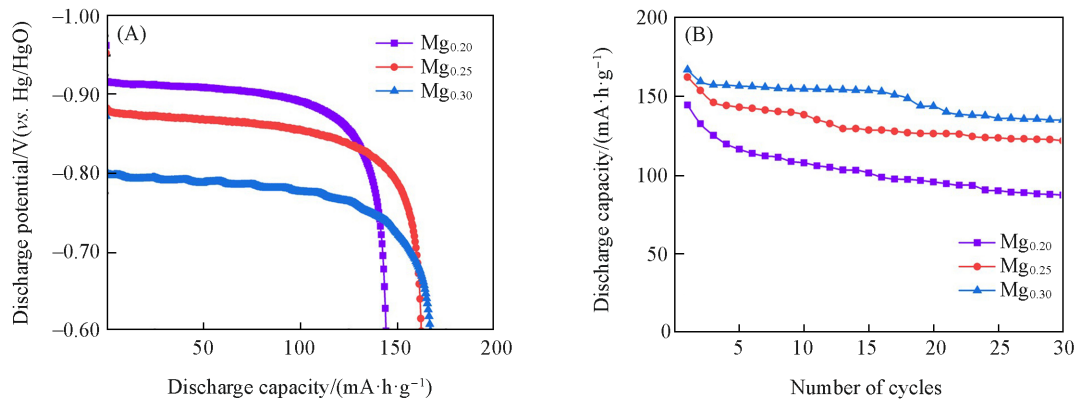 (A)
Mg0.20
Mg0.25
Mg0.30
Discharge potential/V(vs. Hg/HgO)
–1.00
–0.90
–0.80
–0.70
–0.60
50
100
150
200
Discharge capacity/(mA·h·g−1)
(B)
Discharge capacity/(mA·h·g−1)
200
150
100
50
0
Mg0.20
Mg0.25
Mg0.30
5
10
15
20
25
30
Number of cycles